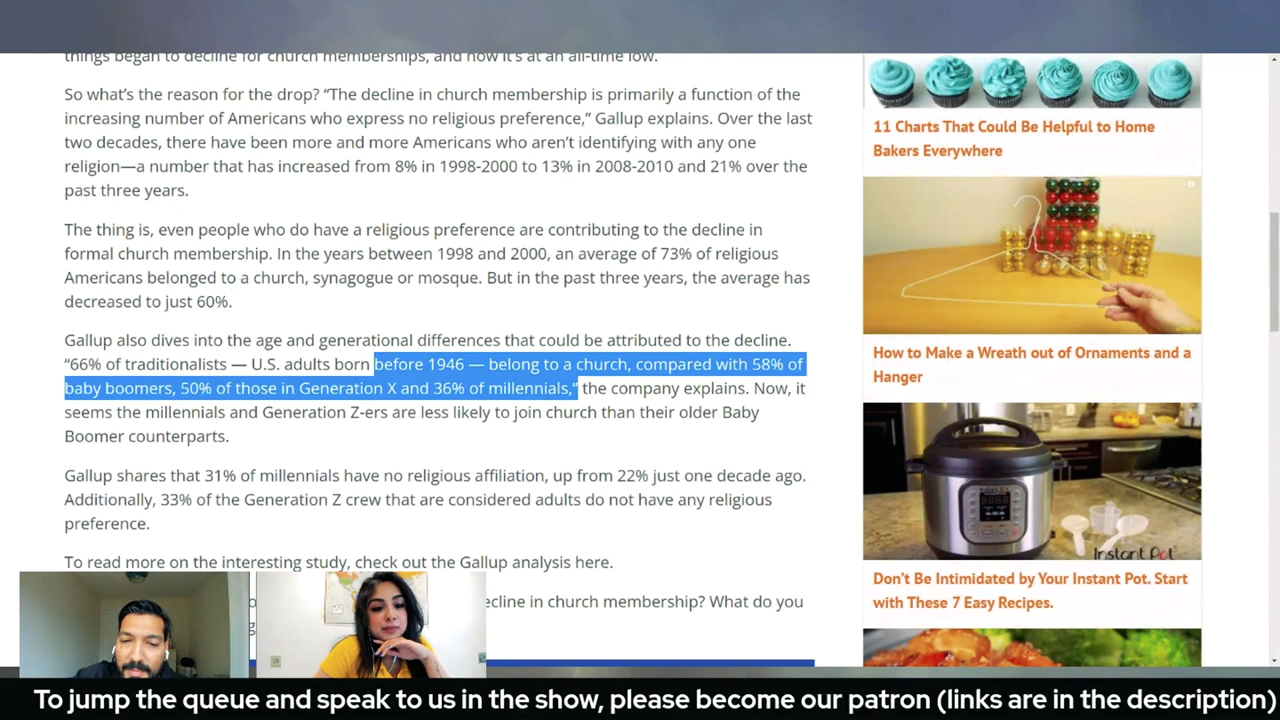 things began to decline for church memberships, and now it's at an all-time low.
So what's the reason for the drop? “The decline in church membership is primarily a function of the
increasing number of Americans who express no religious preference,” Gallup explains. Over the last
two decades, there have been more and more Americans who aren't identifying with any one
religion—a number that has increased from 8% in 1998-2000 to 13% in 2008-2010 and 21% over the
past three years.
The thing is, even people who do have a religious preference are contributing to the decline in
formal church membership. In the years between 1998 and 2000, an average of 73% of religious
Americans belonged to a church, synagogue or mosque. But in the past three years, the average has
decreased to just 60%.
Gallup also dives into the age and generational differences that could be attributed to the decline.
“66% of traditionalists — U.S. adults born before 1946 — belong to a church, compared with 58% of
baby boomers, 50% of those in Generation X and 36% of millennials,” the company explains. Now, it
seems the millennials and Generation Z-ers are less likely to join church than their older Baby
Boomer counterparts.
Gallup shares that 31% of millennials have no religious affiliation, up from 22% just one decade ago.
Additionally, 33% of the Generation Z crew that are considered adults do not have any religious
preference.
To read more on the interesting study, check out the Gallup analysis here.
decline in church membership? What do you
11 Charts That Could Be Helpful to Home
Bakers Everywhere
How to Make a Wreath out of Ornaments and a
Hanger
Instant Pot
Don't Be Intimidated by Your Instant Pot. Start
with These 7 Easy Recipes.
To jump the queue and speak to us in the show, please become our patron (links are in the description)